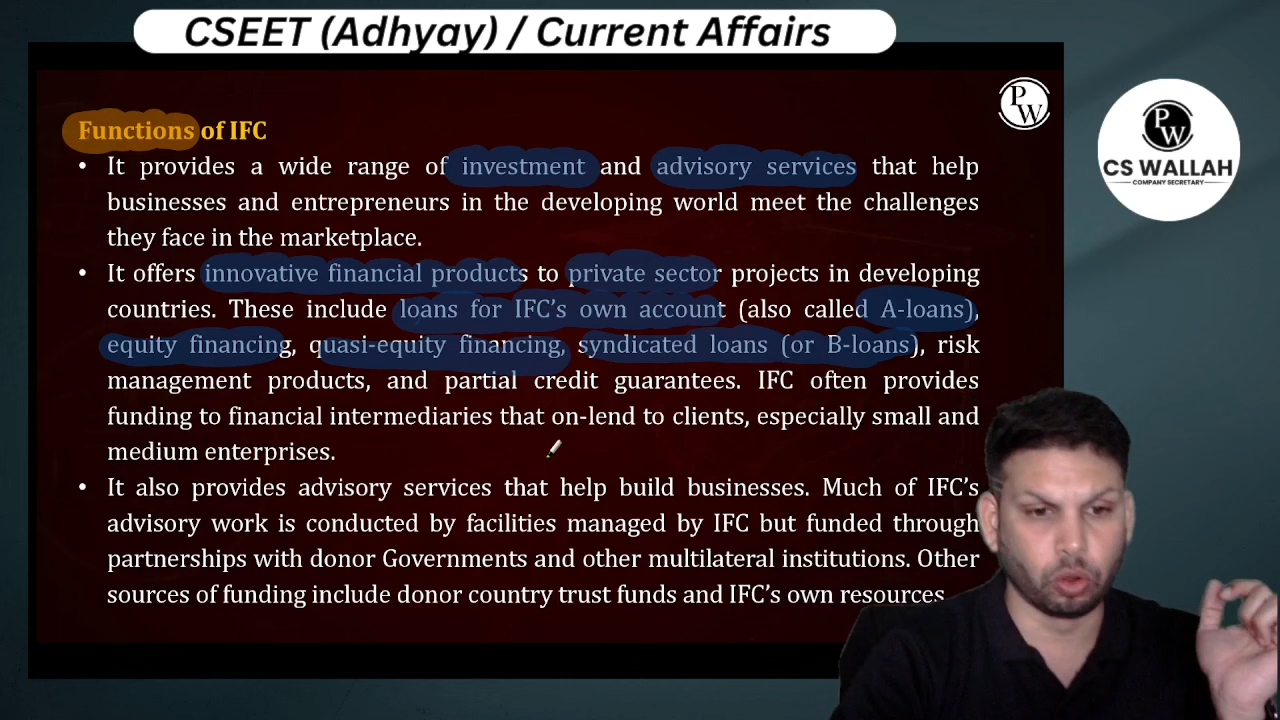 CSEET (Adhyay) / Current Affairs
PW
PW
CS WALLAH
COMPANY SECRETARY
Functions of IFC
• It provides a wide range of investment and advisory services that help
businesses and entrepreneurs in the developing world meet the challenges
they face in the marketplace.
• It offers innovative financial products to private sector projects in developing
countries. These include loans for IFC's own account (also called A-loans),
equity financing, quasi-equity financing, syndicated loans (or B-loans), risk
management products, and partial credit guarantees. IFC often provides
funding to financial intermediaries that on-lend to clients, especially small and
medium enterprises.
• It also provides advisory services that help build businesses. Much of IFC's
advisory work is conducted by facilities managed by IFC but funded through
partnerships with donor Governments and other multilateral institutions. Other
sources of funding include donor country trust funds and IFC's own resources.